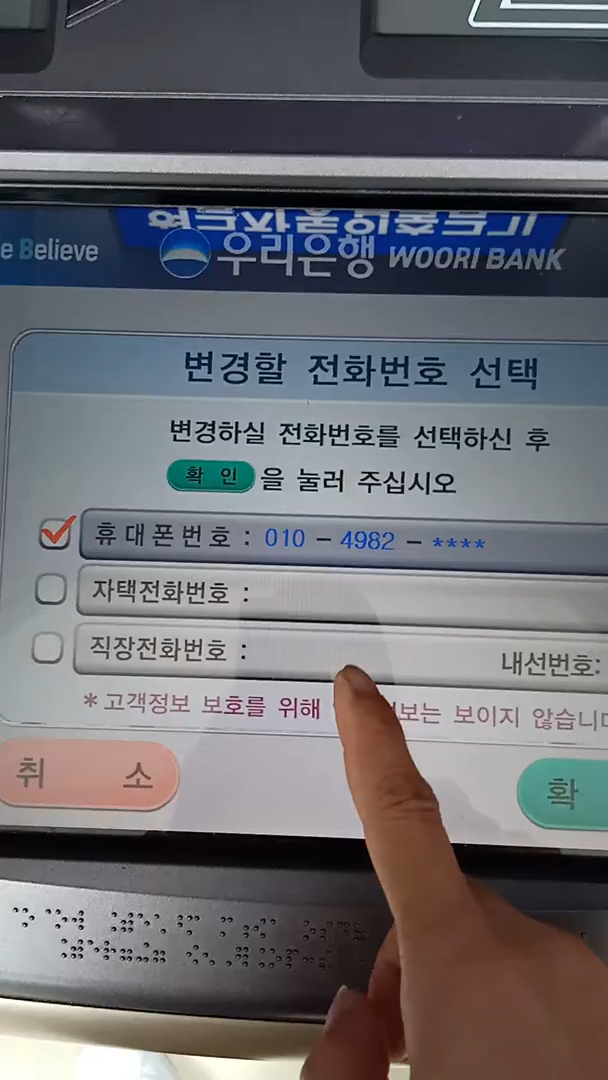 e Believe
우리은행 WOORI BANK
변경할 전화번호 선택
변경하실 전화번호를 선택하신 후
확 인 을 눌러 주십시오
휴대폰번호 : 010 - 4982 - ****
자택전화번호 :
직장전화번호 : 내선번호:
*고객정보 보호를 위해 보는 보이지 않습니다
취 소
확